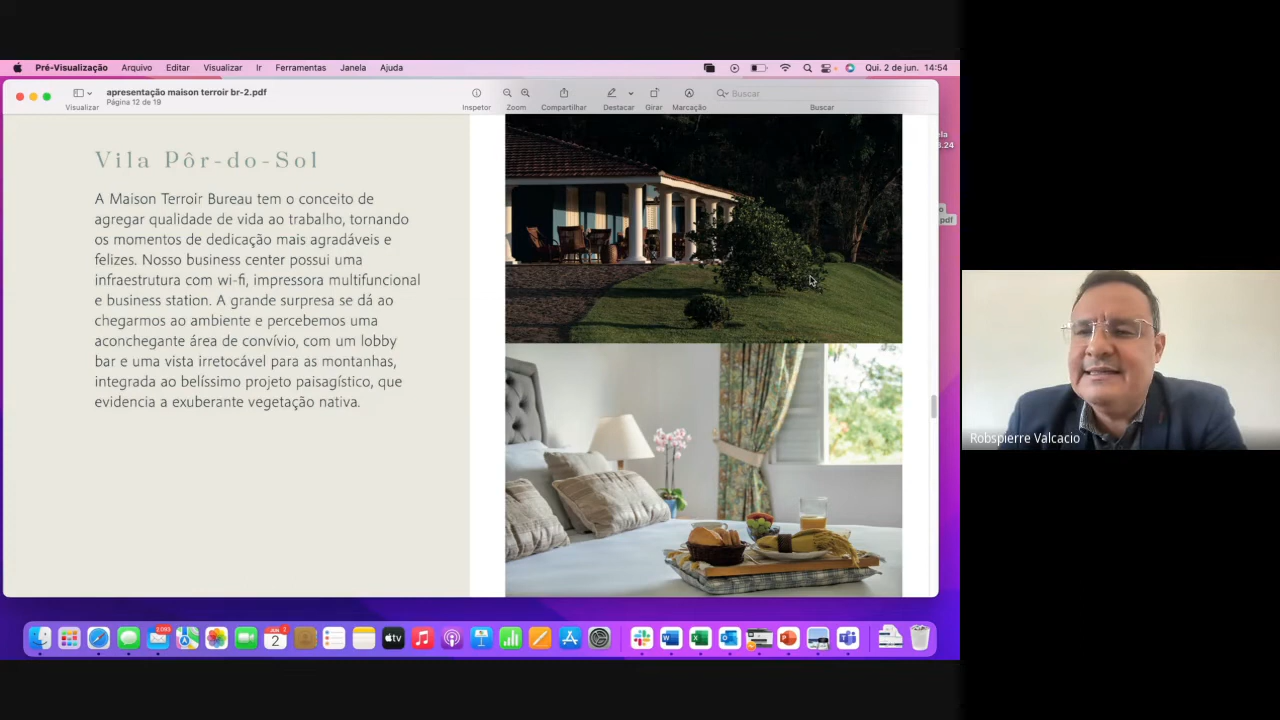 Pré-Visualização Arquivo Editar Visualizar Ir Ferramentas Janela Ajuda Qui. 2 de jun. 14:54
apresentação maison terroir br-2.pdf
Página 12 de 19
Buscar
Visualizar Inspetor Zoom Compartilhar Destacar Girar Marcação Buscar
Vila Pôr-do-Sol
A Maison Terroir Bureau tem o conceito de
agregar qualidade de vida ao trabalho, tornando
os momentos de dedicação mais agradáveis e
felizes. Nosso business center possui uma
infraestrutura com wi-fi, impressora multifuncional
e business station. A grande surpresa se dá ao
chegarmos ao ambiente e percebemos uma
aconchegante área de convívio, com um lobby
bar e uma vista irretocável para as montanhas,
integrada ao belíssimo projeto paisagístico, que
evidencia a exuberante vegetação nativa.
pdf
Robspierre Valcacio
tv
2